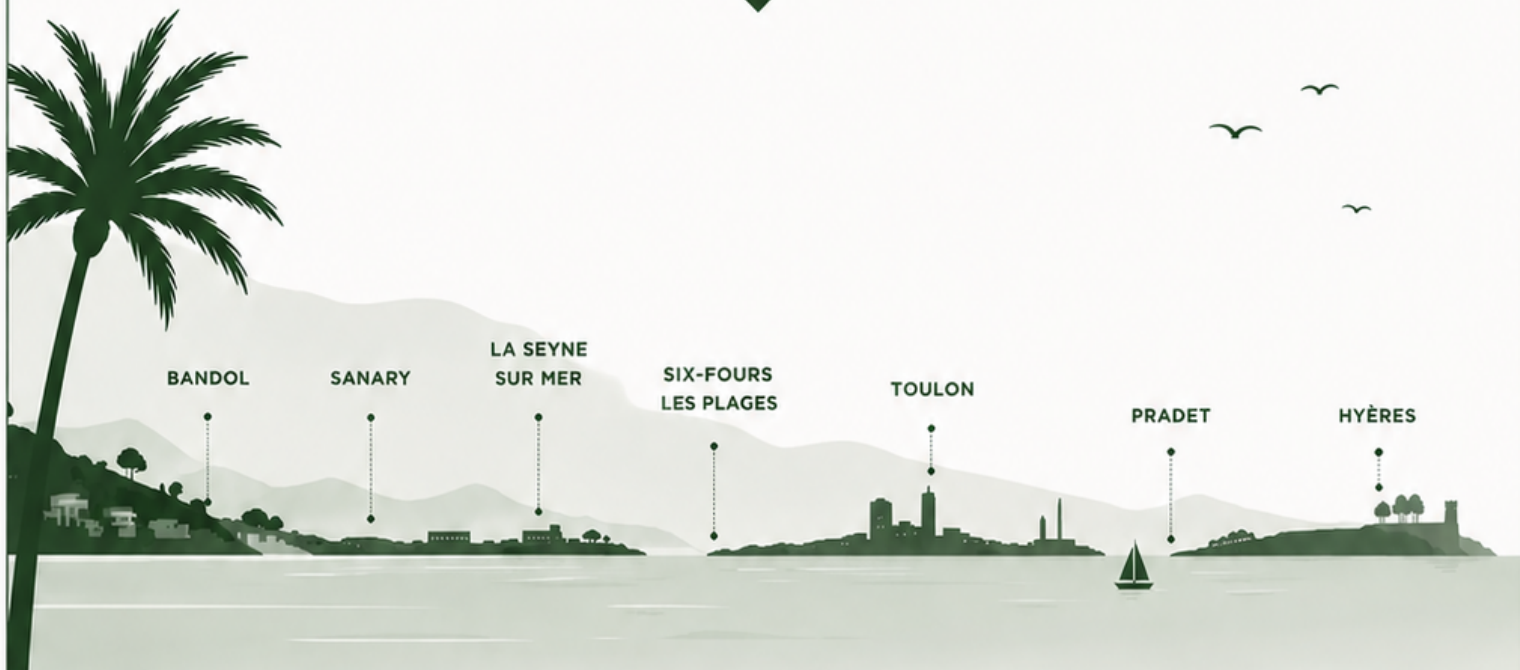 BANDOL
SANARY
LA SEYNE
SUR MER
SIX-FOURS
LES PLAGES
TOULON
PRADET
HYÈRES